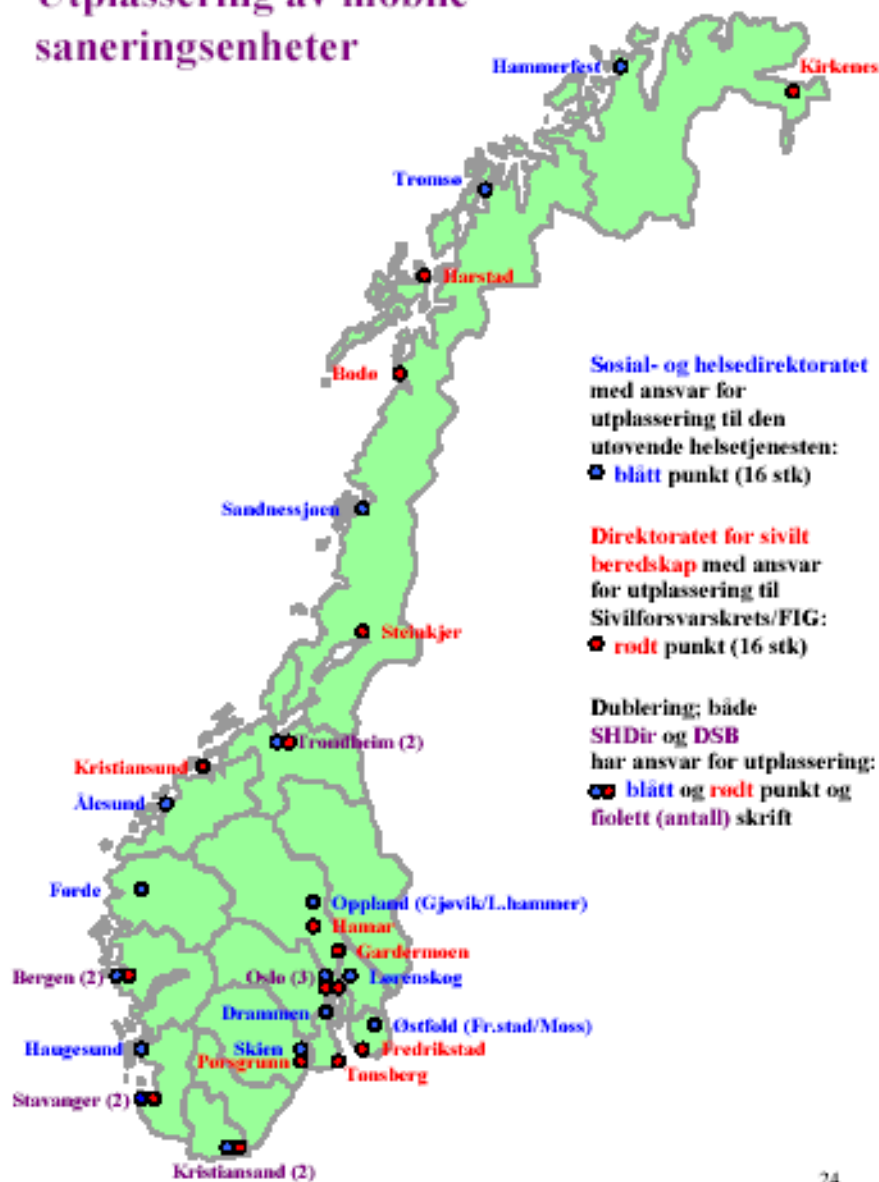 Utplassering av mobile
saneringsenheter
Hammerfest
Kirkenes
Tromsø
Harstad
Bodø
Sosial- og helsedirektoratet
med ansvar for
utplassering til den
utøvende helsetjenesten:
blått punkt (16 stk)
Sandnessjøen
Direktoratet for sivilt
beredskap med ansvar
for utplassering til
Sivilforsvarskrets/FIG:
rødt punkt (16 stk)
Steinkjer
Dublering; både
SHDir og DSB
har ansvar for utplassering:
blått og rødt punkt og
fiolett (antall) skrift
Trondheim (2)
Kristiansund
Ålesund
Førde
Oppland (Gjøvik/L.hammer)
Hamar
Gardermoen
Bergen (2)
Oslo (3)
Lørenskog
Drammen
Østfold (Fr.stad/Moss)
Haugesund
Skien
Fredrikstad
Porsgrunn
Tønsberg
Stavanger (2)
Kristiansand (2)
24